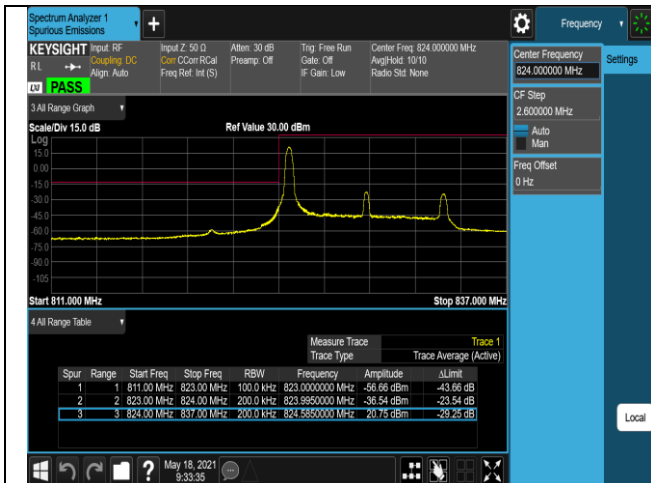 Spectrum Analyzer 1
Spurious Emissions
Frequency
KEYSIGHT
RL
LXI
PASS
Input: RF
Coupling: DC
Align: Auto
Input Z: 50 Ω
Corr CCorr RCal
Freq Ref: Int (S)
Atten: 30 dB
Preamp: Off
Trig: Free Run
Gate: Off
IF Gain: Low
Center Freq: 824.000000 MHz
Avg|Hold: 10/10
Radio Std: None
Center Frequency
824.000000 MHz
Settings
CF Step
2.600000 MHz
Auto
Man
Freq Offset
0 Hz
3 All Range Graph
Scale/Div 15.0 dB
Ref Value 30.00 dBm
Log
15.0
0.00
-15.0
-30.0
-45.0
-60.0
-75.0
-90.0
-105
Start 811.000 MHz
Stop 837.000 MHz
4 All Range Table
Measure Trace Trace 1
Trace Type Trace Average (Active)
Spur Range Start Freq Stop Freq RBW Frequency Amplitude ΔLimit
1 1 811.00 MHz 823.00 MHz 100.0 kHz 823.0000000 MHz -56.66 dBm -43.66 dB
2 2 823.00 MHz 824.00 MHz 200.0 kHz 823.9950000 MHz -36.54 dBm -23.54 dB
3 3 824.00 MHz 837.00 MHz 200.0 kHz 824.5850000 MHz 20.75 dBm -29.25 dB
Local
?
May 18, 2021
9:33:35